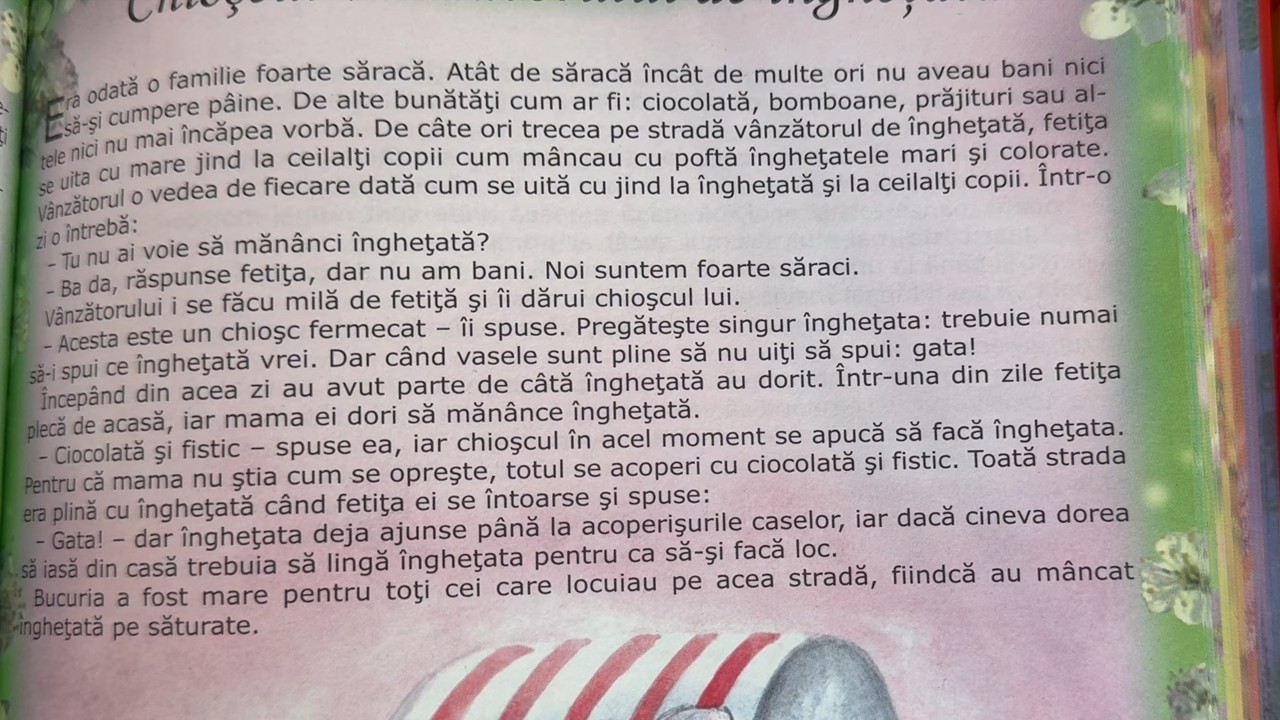 Era odată o familie foarte săracă. Atât de săracă încât de multe ori nu aveau bani nici
să-şi cumpere pâine. De alte bunătăţi cum ar fi: ciocolată, bomboane, prăjituri sau al-
tele nici nu mai încăpea vorbă. De câte ori trecea pe stradă vânzătorul de îngheţată, fetiţa
se uita cu mare jind la ceilalţi copii cum mâncau cu poftă îngheţatele mari şi colorate.
Vânzătorul o vedea de fiecare dată cum se uită cu jind la îngheţată şi la ceilalţi copii. Într-o
zi o întrebă:
- Tu nu ai voie să mănânci îngheţată?
- Ba da, răspunse fetiţa, dar nu am bani. Noi suntem foarte săraci.
Vânzătorului i se făcu milă de fetiţă şi îi dărui chioşcul lui.
- Acesta este un chioşc fermecat – îi spuse. Pregăteşte singur îngheţata: trebuie numai
să-i spui ce îngheţată vrei. Dar când vasele sunt pline să nu uiţi să spui: gata!
Începând din acea zi au avut parte de câtă îngheţată au dorit. Într-una din zile fetiţa
plecă de acasă, iar mama ei dori să mănânce îngheţată.
- Ciocolată şi fistic – spuse ea, iar chioşcul în acel moment se apucă să facă îngheţata.
Pentru că mama nu ştia cum se opreşte, totul se acoperi cu ciocolată şi fistic. Toată strada
era plină cu îngheţată când fetiţa ei se întoarse şi spuse:
- Gata! – dar îngheţata deja ajunse până la acoperişurile caselor, iar dacă cineva dorea
să iasă din casă trebuia să lingă îngheţata pentru ca să-şi facă loc.
Bucuria a fost mare pentru toţi cei care locuiau pe acea stradă, fiindcă au mâncat
îngheţată pe săturate.